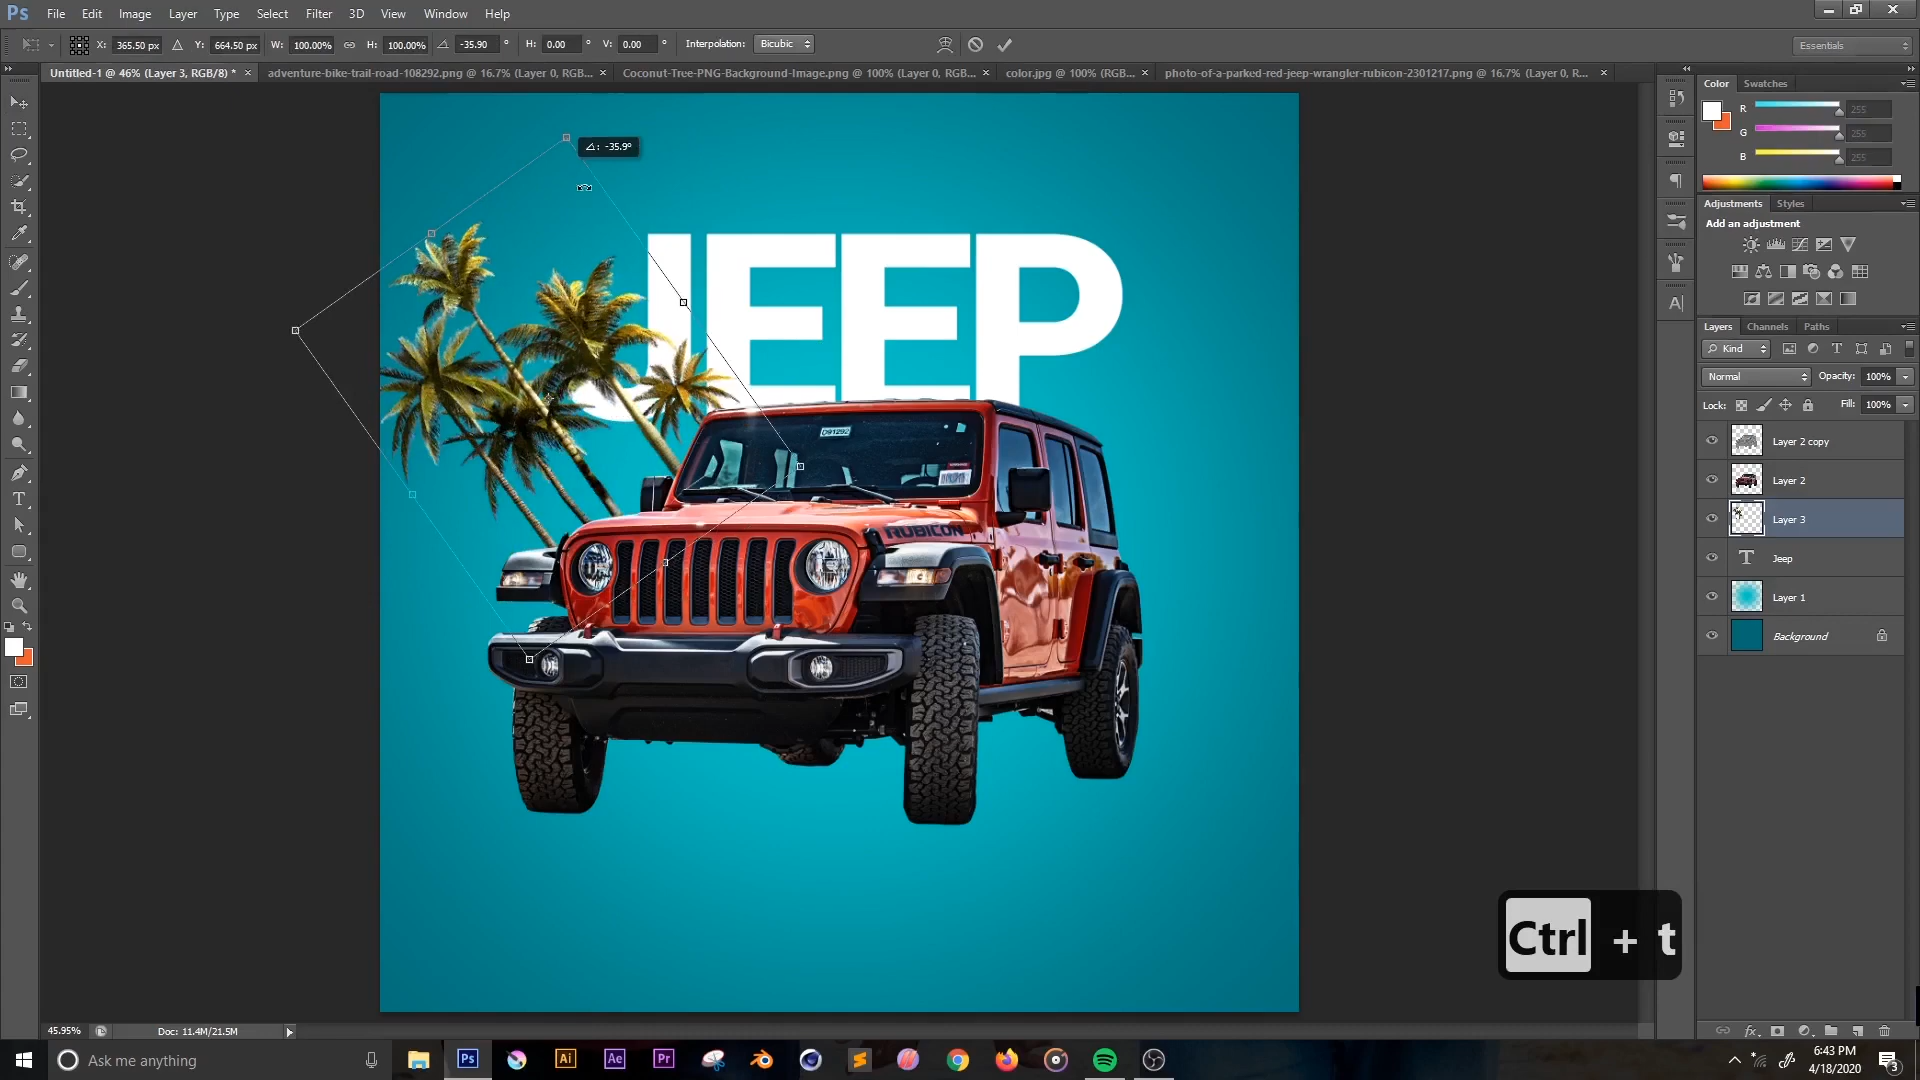 Ps File Edit Image Layer Type Select Filter 3D View Window Help
X: 365.50 px Y: 664.50 px W: 100.00% H: 100.00% -35.90 ° H: 0.00 ° V: 0.00 ° Interpolation: Bicubic Essentials
Untitled-1 @ 46% (Layer 3, RGB/8) * × adventure-bike-trail-road-108292.png @ 16.7% (Layer 0, RGB... × Coconut-Tree-PNG-Background-Image.png @ 100% (Layer 0, RGB... × color.jpg @ 100% (RGB... × photo-of-a-parked-red-jeep-wrangler-rubicon-2301217.png @ 16.7% (Layer 0, R... ×
Color Swatches
R 255
G 255
B 255
∠: -35.9°
Adjustments Styles
Add an adjustment
JEEP
Layers Channels Paths
Kind
Normal Opacity: 100%
Lock: Fill: 100%
D91292
Layer 2 copy
Layer 2
Layer 3
T Jeep
Layer 1
Background
RUBICON
Ctrl + t
45.95% Doc: 11.4M/21.5M
Ask me anything
Ps Ai Ae Pr
6:43 PM
4/18/2020
3